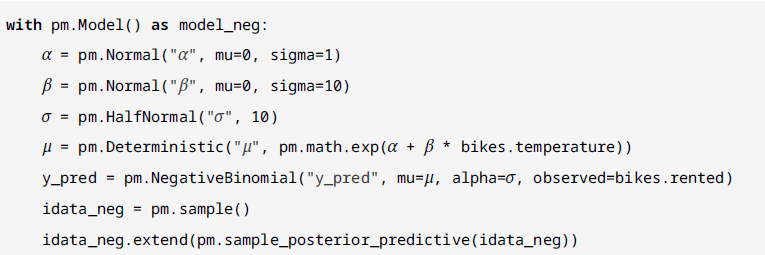 with pm.Model() as model_neg:
    α = pm.Normal("α", mu=0, sigma=1)
    β = pm.Normal("β", mu=0, sigma=10)
    σ = pm.HalfNormal("σ", 10)
    μ = pm.Deterministic("μ", pm.math.exp(α + β * bikes.temperature))
    y_pred = pm.NegativeBinomial("y_pred", mu=μ, alpha=σ, observed=bikes.rented)
    idata_neg = pm.sample()
    idata_neg.extend(pm.sample_posterior_predictive(idata_neg))